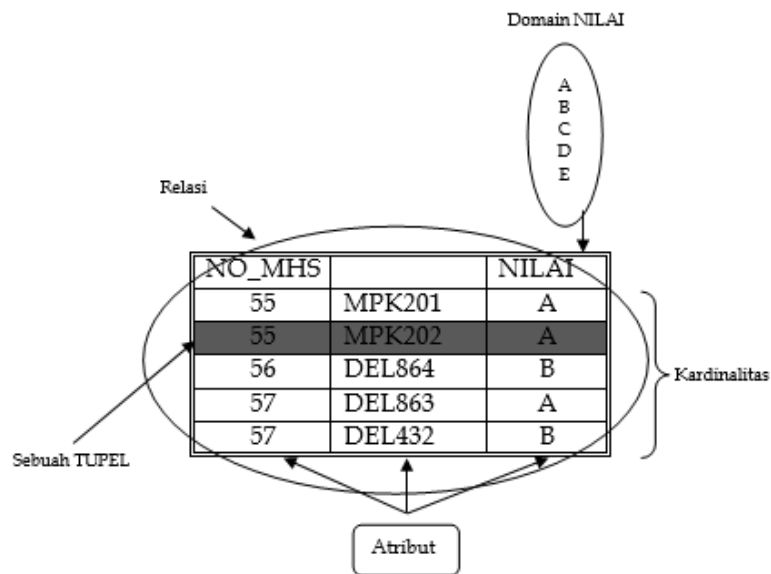 Domain NILAI
A
B
C
D
E
Relasi
NO_MHS NILAI
55 MPK201 A
55 MPK202 A
56 DEL864 B
57 DEL863 A
57 DEL432 B
Kardinalitas
Sebuah TUPEL
Atribut